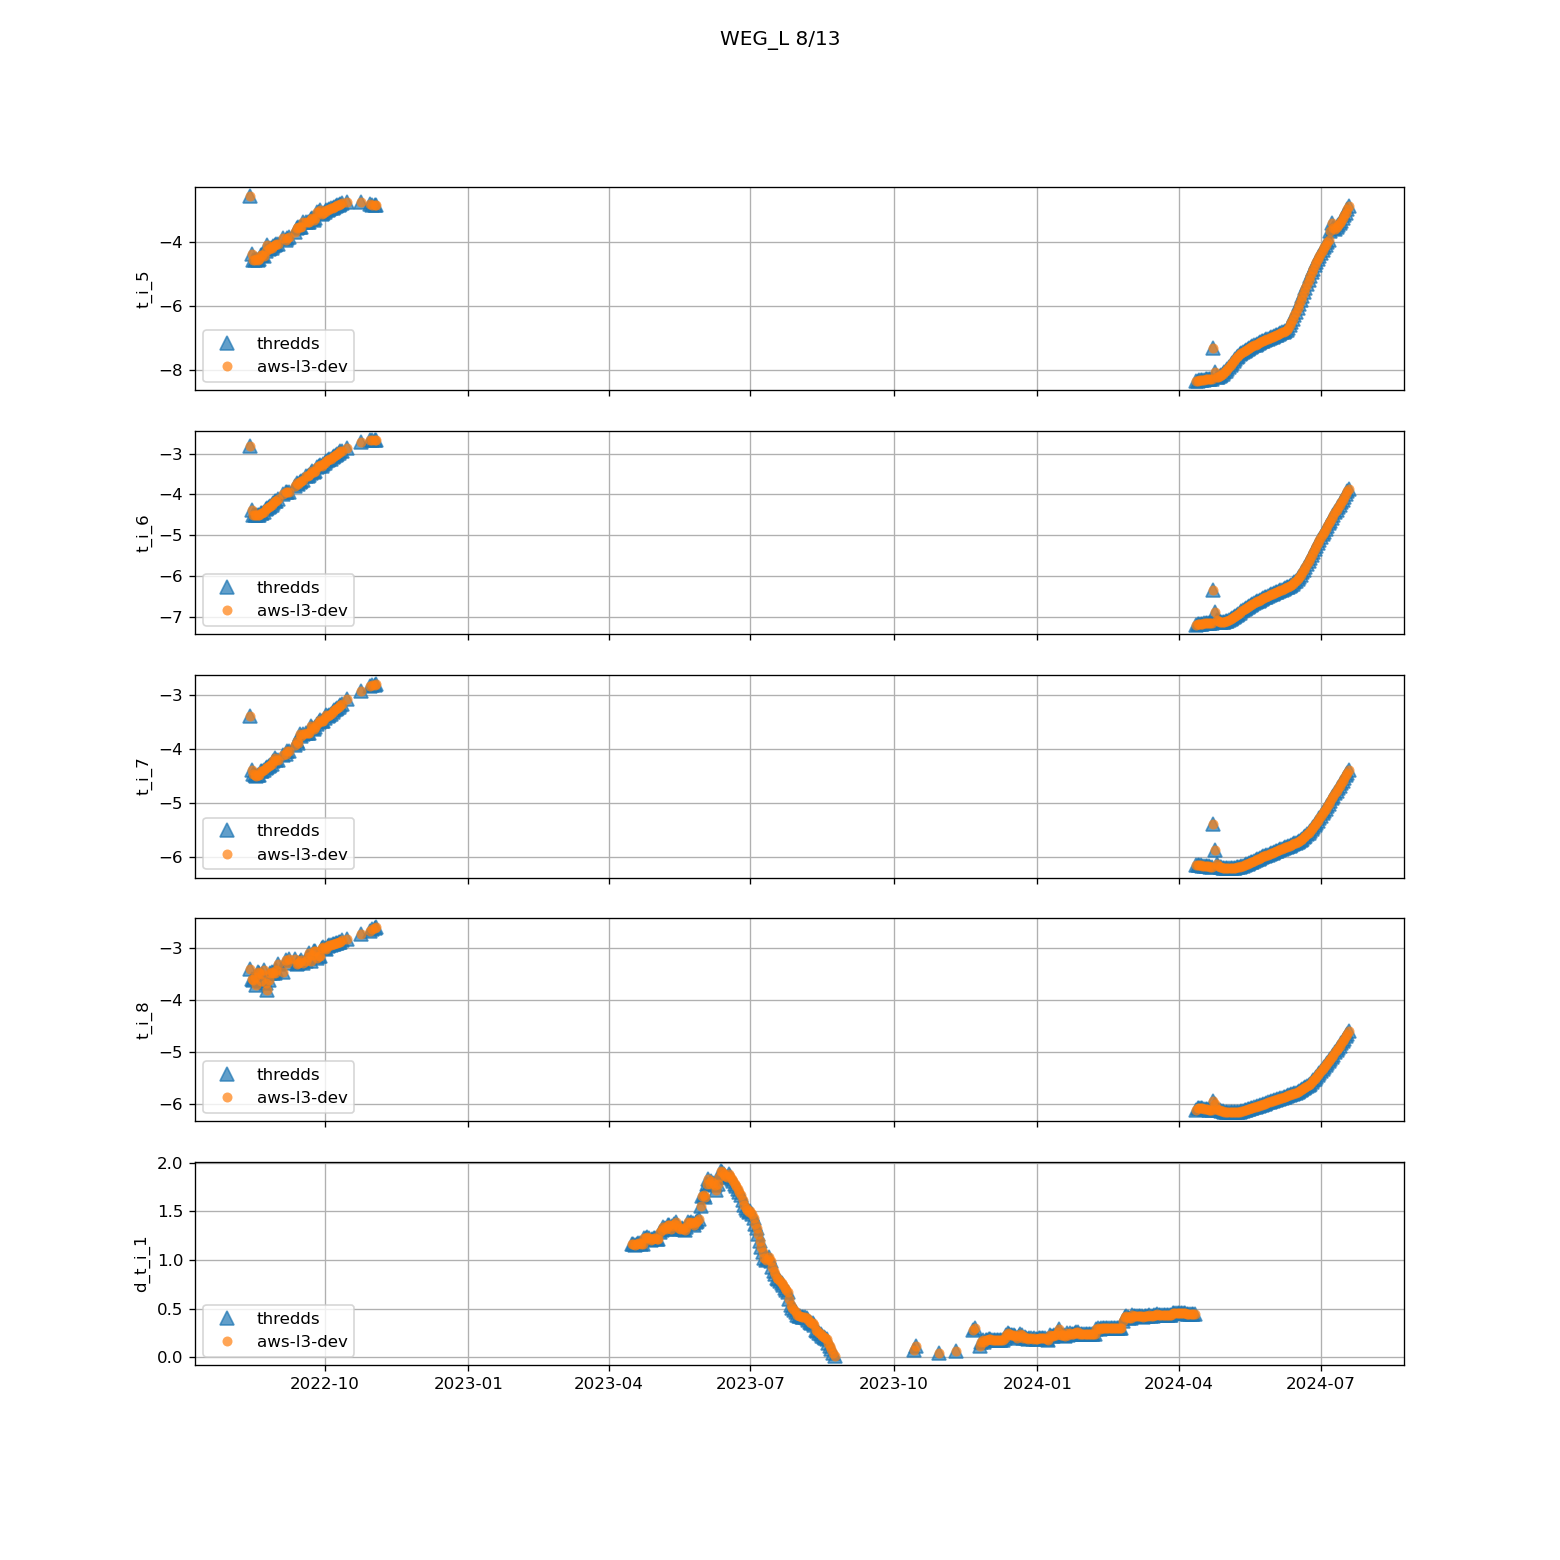 WEG_L 8/13
−4
−6
−8
t_i_5
thredds
aws-l3-dev
−3
−4
−5
−6
−7
t_i_6
thredds
aws-l3-dev
−3
−4
−5
−6
t_i_7
thredds
aws-l3-dev
−3
−4
−5
−6
t_i_8
thredds
aws-l3-dev
2.0
1.5
1.0
0.5
0.0
d_t_i_1
thredds
aws-l3-dev
2022-10 2023-01 2023-04 2023-07 2023-10 2024-01 2024-04 2024-07